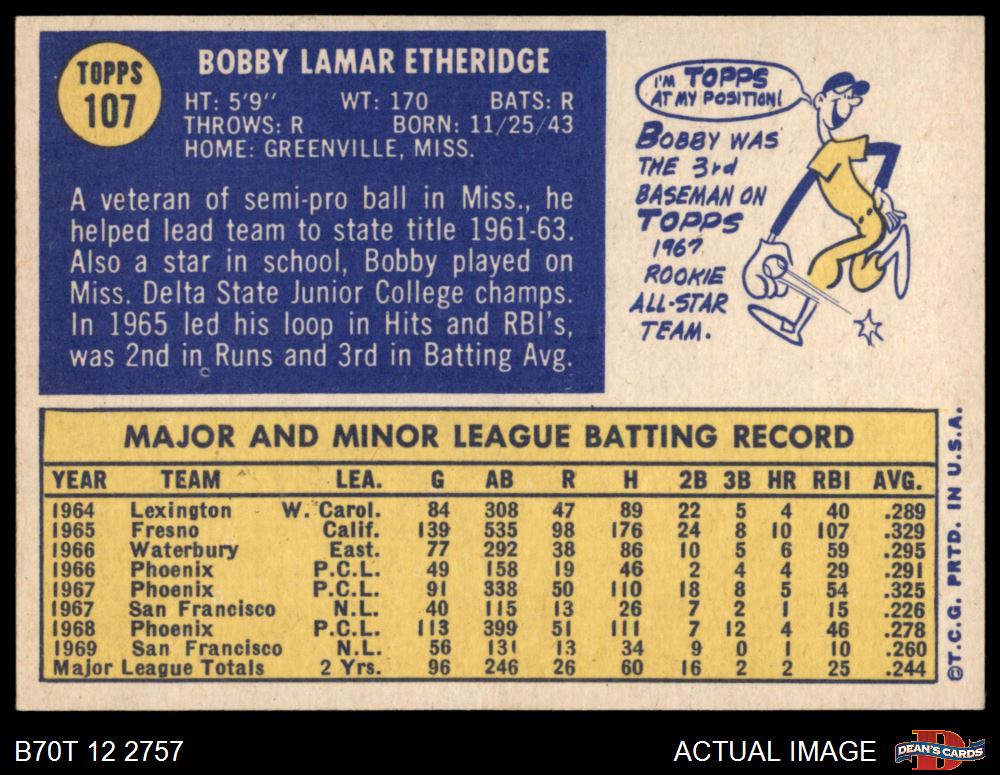 TOPPS
107
BOBBY LAMAR ETHERIDGE
HT: 5'9" WT: 170 BATS: R
THROWS: R BORN: 11/25/43
HOME: GREENVILLE, MISS.
A veteran of semi-pro ball in Miss., he
helped lead team to state title 1961-63.
Also a star in school, Bobby played on
Miss. Delta State Junior College champs.
In 1965 led his loop in Hits and RBI's,
was 2nd in Runs and 3rd in Batting Avg.
I'M TOPPS
AT MY POSITION!
BOBBY WAS
THE 3rd
BASEMAN ON
TOPPS
1967
ROOKIE
ALL-STAR
TEAM.
MAJOR AND MINOR LEAGUE BATTING RECORD
YEAR TEAM LEA. G AB R H 2B 3B HR RBI AVG.
1964 Lexington W. Carol. 84 308 47 89 22 5 4 40 .289
1965 Fresno Calif. 139 535 98 176 24 8 10 107 .329
1966 Waterbury East. 77 292 38 86 10 5 6 59 .295
1966 Phoenix P.C.L. 49 158 19 46 2 4 4 29 .291
1967 Phoenix P.C.L. 91 338 50 110 18 8 5 54 .325
1967 San Francisco N.L. 40 115 13 26 7 2 1 15 .226
1968 Phoenix P.C.L. 113 399 51 111 7 12 4 46 .278
1969 San Francisco N.L. 56 131 13 34 9 0 1 10 .260
Major League Totals 2 Yrs. 96 246 26 60 16 2 2 25 .244
©T.C.G. PRTD. IN U.S.A.
B70T 12 2757
ACTUAL IMAGE
DEAN'S CARDS